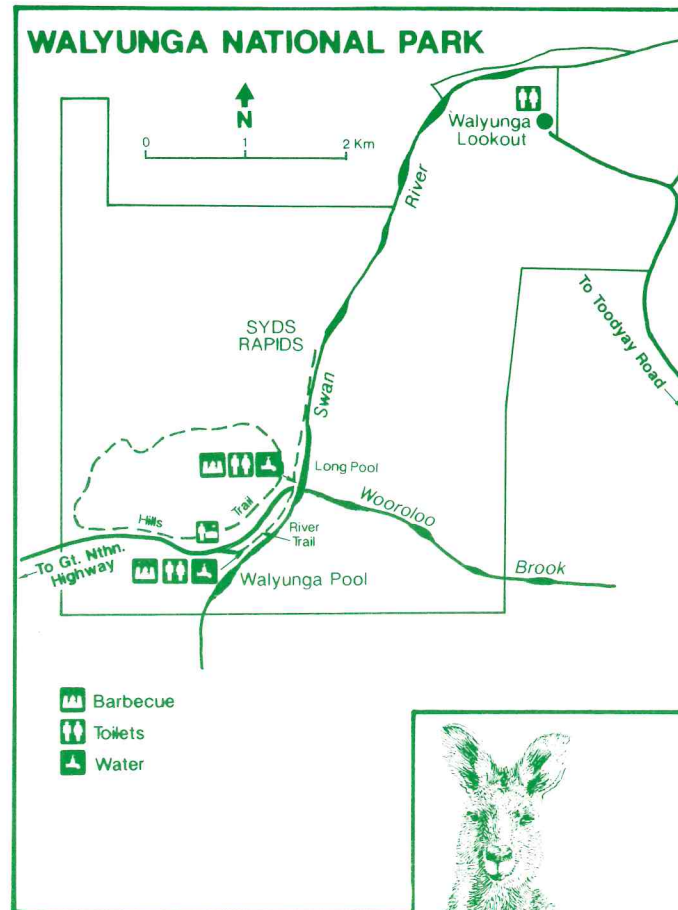 WALYUNGA NATIONAL PARK
N
0 1 2 Km
Walyunga
Lookout
River
To Toodyay Road
SYDS
RAPIDS
Swan
Long Pool
Wooroloo
Trail
Hills
River
Trail
To Gt. Nthn.
Highway
Brook
Walyunga Pool
Barbecue
Toilets
Water